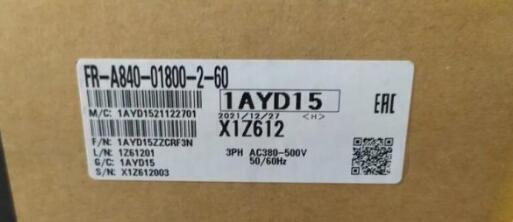 FR-A840-01800-2-60
1AYD15
M/C: 1AYD1521122701
2021/12/27 <H>
X1Z612
EAC
F/N: 1AYD15ZZCRF3N
L/N: 1Z61201
G/C: 1AYD15
S/N: X1Z612003
3PH AC380-500V
50/60Hz